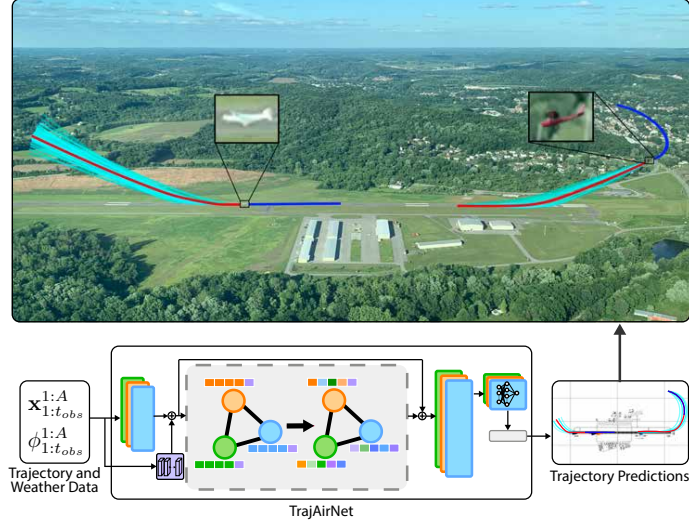 x^{1:A}_{1:t_{obs}}
ϕ^{1:A}_{1:t_{obs}}
Trajectory and
Weather Data
TrajAirNet
Trajectory Predictions